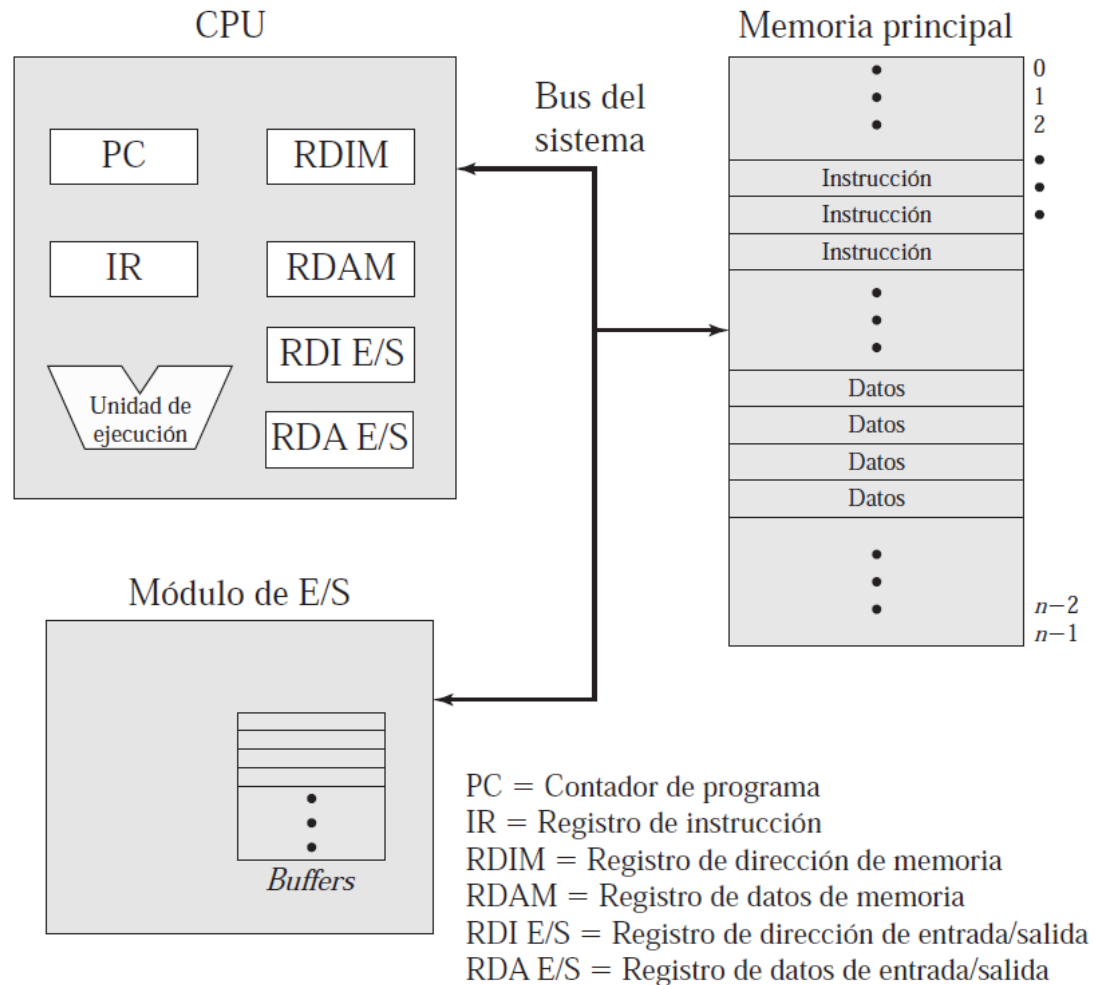 CPU
PC
RDIM
IR
RDAM
RDI E/S
RDA E/S
Unidad de
ejecución
Bus del
sistema
Memoria principal
0
1
2
Instrucción
Instrucción
Instrucción
Datos
Datos
Datos
Datos
n−2
n−1
Módulo de E/S
Buffers
PC = Contador de programa
IR = Registro de instrucción
RDIM = Registro de dirección de memoria
RDAM = Registro de datos de memoria
RDI E/S = Registro de dirección de entrada/salida
RDA E/S = Registro de datos de entrada/salida